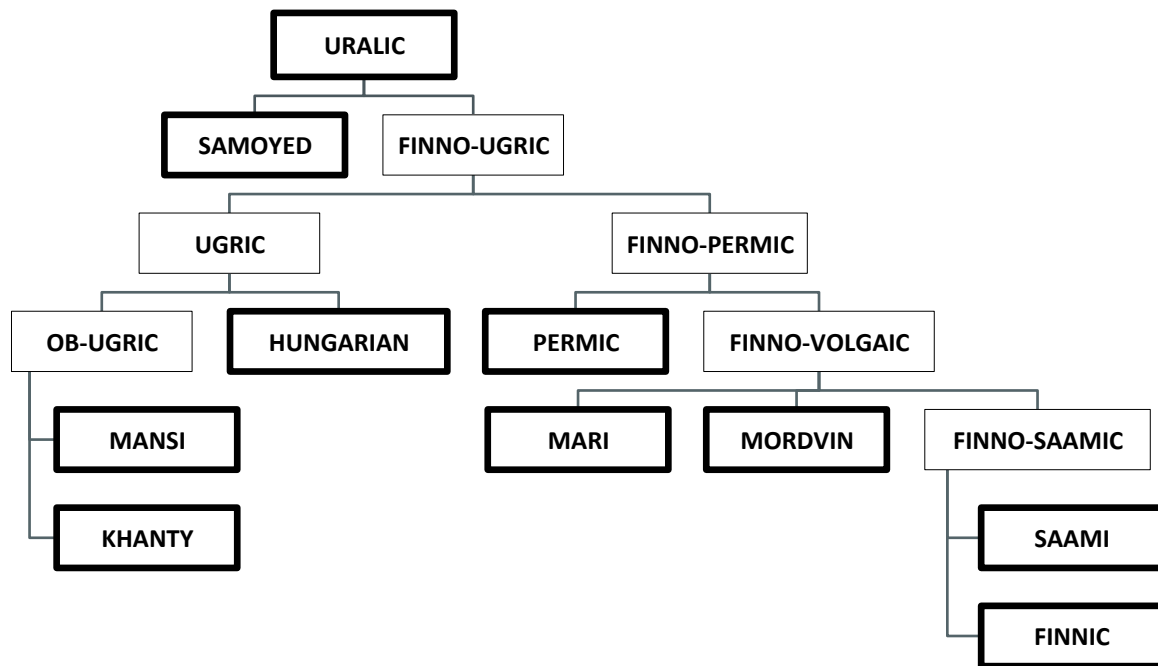 URALIC
SAMOYED
FINNO-UGRIC
UGRIC
FINNO-PERMIC
OB-UGRIC
HUNGARIAN
PERMIC
FINNO-VOLGAIC
MANSI
MARI
MORDVIN
FINNO-SAAMIC
KHANTY
SAAMI
FINNIC